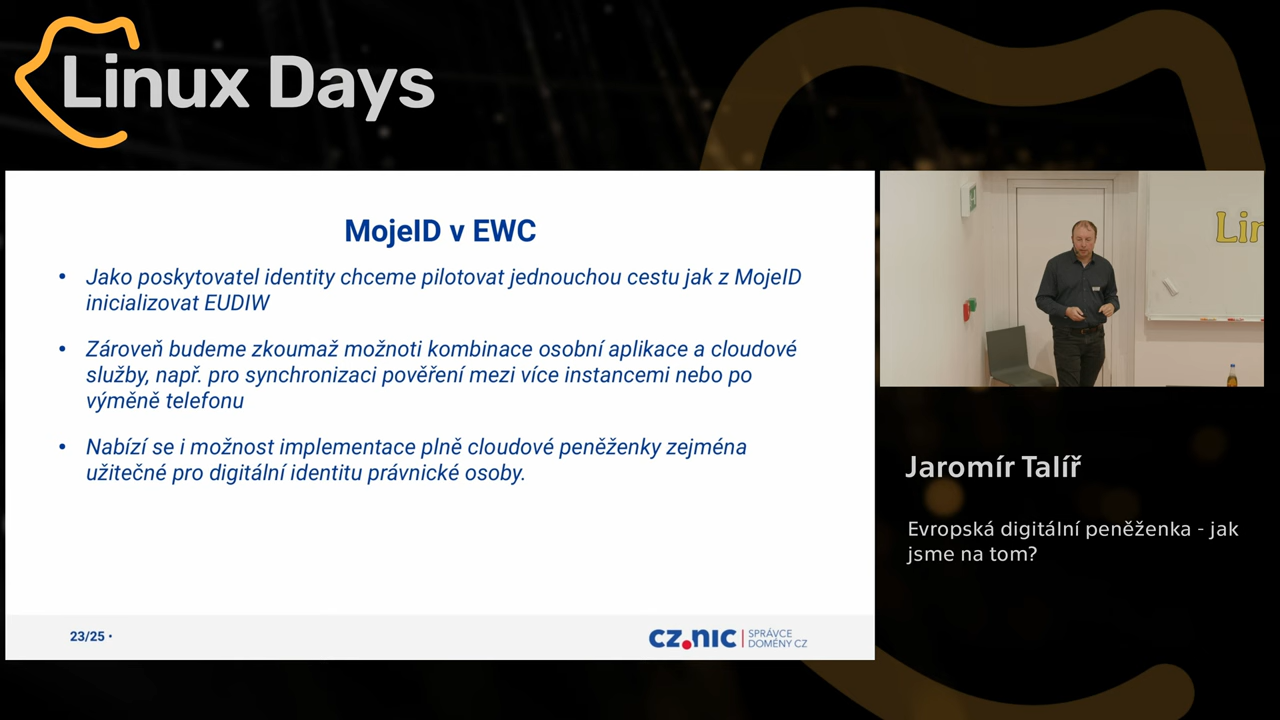 Linux Days
MojeID v EWC
• Jako poskytovatel identity chceme pilotovat jednouchou cestu jak z MojeID
inicializovat EUDIW
• Zároveň budeme zkoumaž možnoti kombinace osobní aplikace a cloudové
služby, např. pro synchronizaci pověření mezi více instancemi nebo po
výměně telefonu
• Nabízí se i možnost implementace plně cloudové peněženky zejména
užitečné pro digitální identitu právnické osoby.
23/25 •
cz.nic
SPRÁVCE
DOMÉNY CZ
Lin
Jaromír Talíř
Evropská digitální peněženka - jak
jsme na tom?